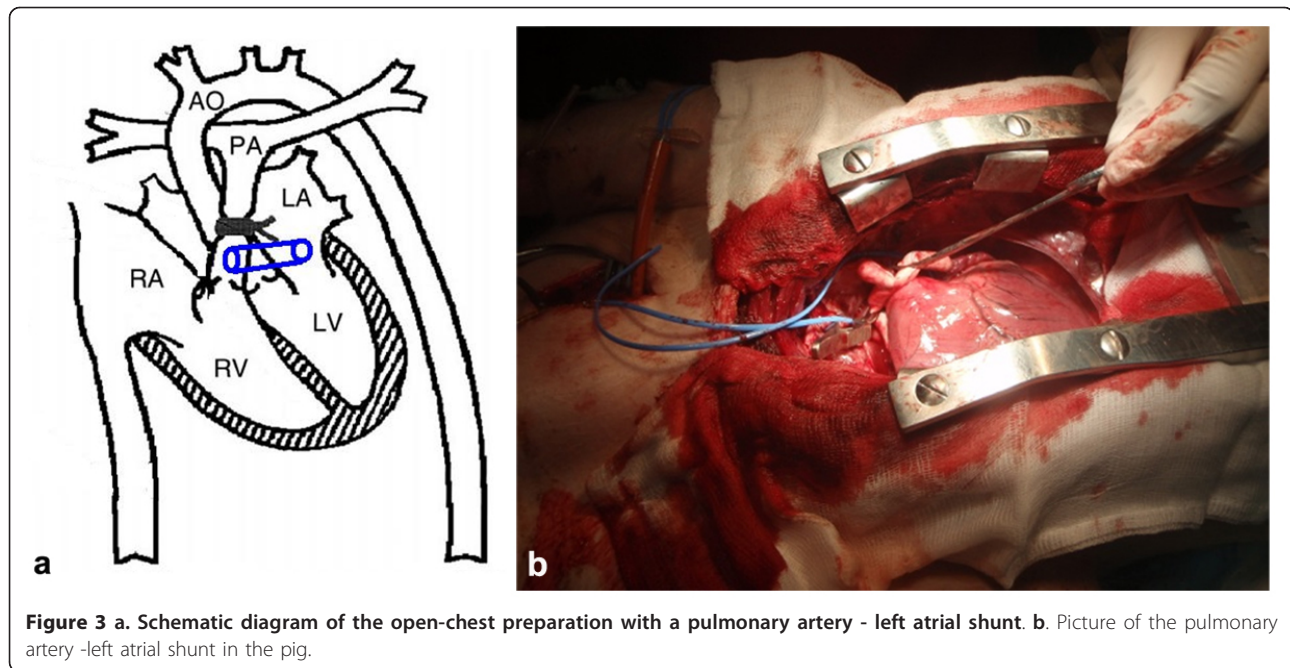 AO
PA
LA
RA
LV
RV
a
b
Figure 3 a. Schematic diagram of the open-chest preparation with a pulmonary artery - left atrial shunt. b. Picture of the pulmonary
artery -left atrial shunt in the pig.